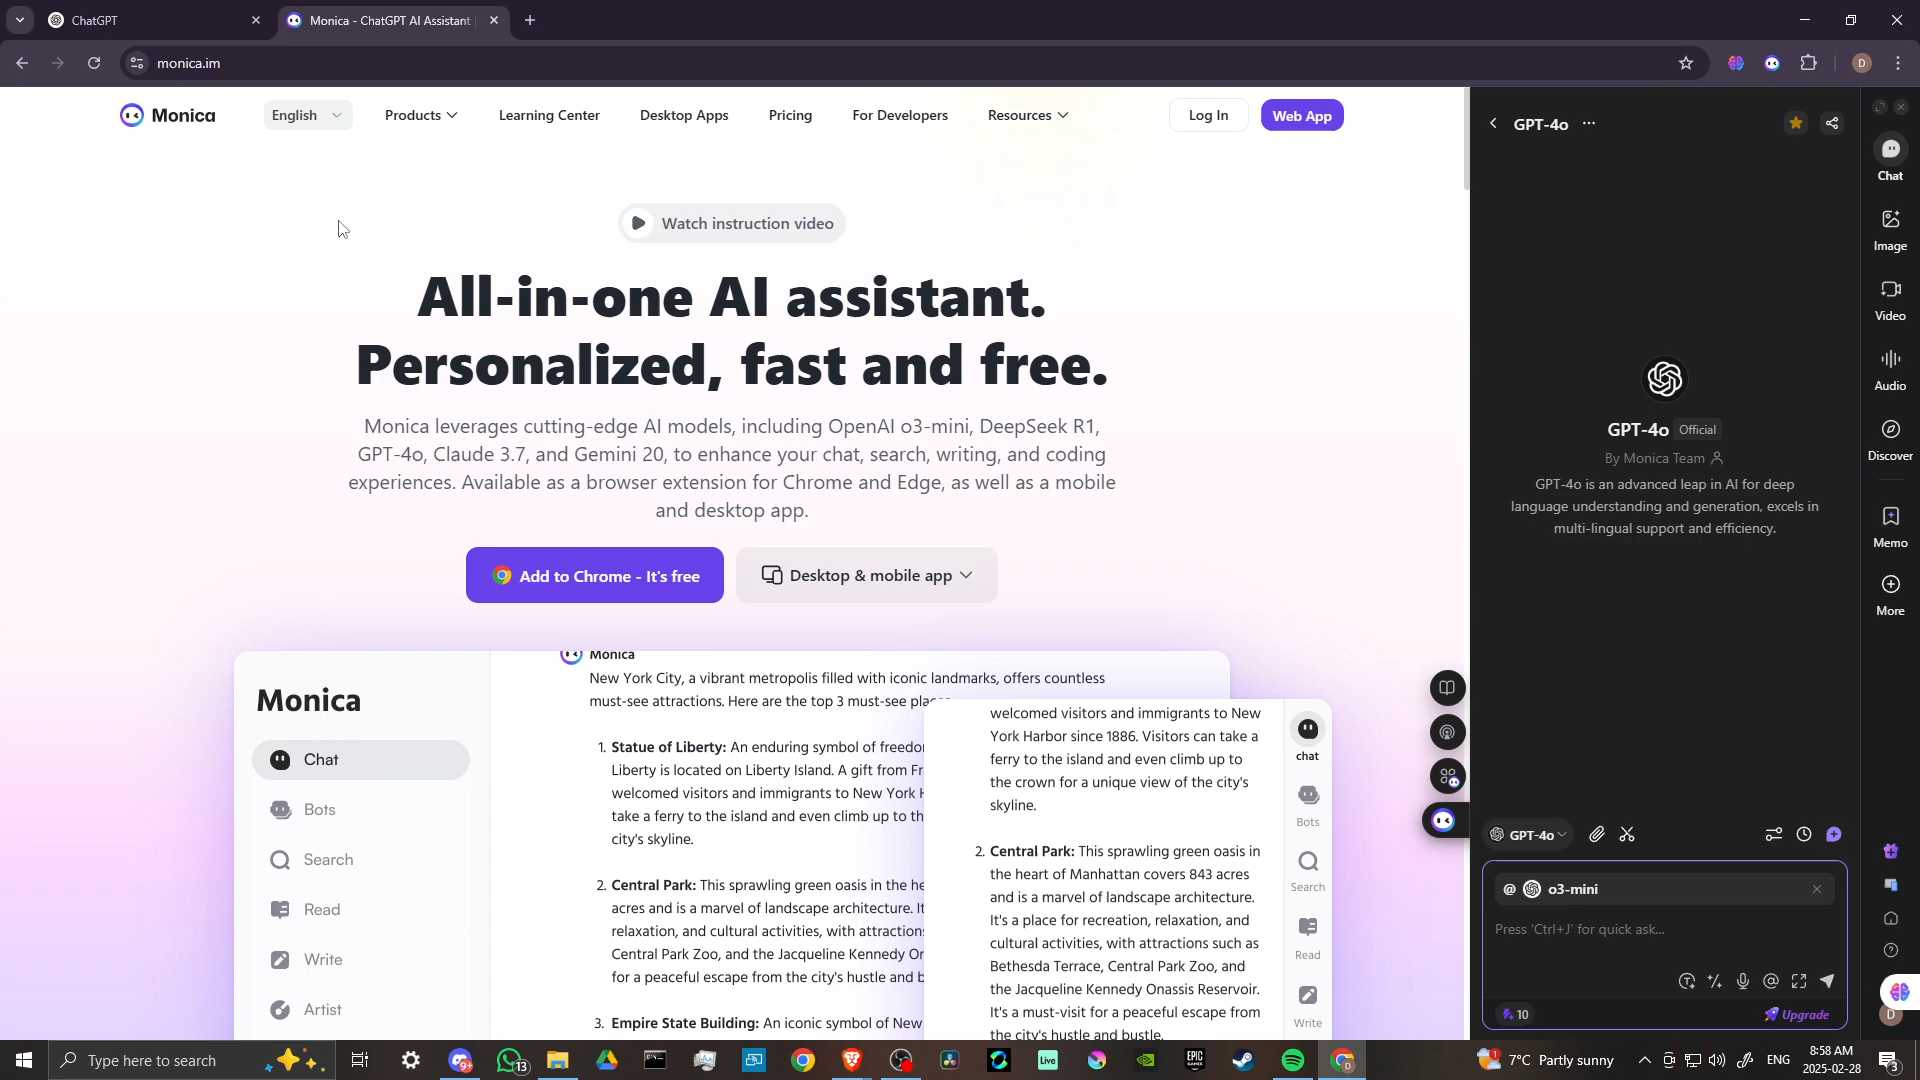 ChatGPT
Monica - ChatGPT AI Assistant
monica.im
Monica
English
Products
Learning Center
Desktop Apps
Pricing
For Developers
Resources
Log In
Web App
Watch instruction video
All-in-one AI assistant.
Personalized, fast and free.
Monica leverages cutting-edge AI models, including OpenAI o3-mini, DeepSeek R1,
GPT-4o, Claude 3.7, and Gemini 20, to enhance your chat, search, writing, and coding
experiences. Available as a browser extension for Chrome and Edge, as well as a mobile
and desktop app.
Add to Chrome - It's free
Desktop & mobile app
Monica
Chat
Bots
Search
Read
Write
Artist
Monica
New York City, a vibrant metropolis filled with iconic landmarks, offers countless
must-see attractions. Here are the top 3 must-see
1. Statue of Liberty: An enduring symbol of
Liberty is located on Liberty Island. A gift from
welcomed visitors and immigrants to New York
take a ferry to the island and even climb up to
city's skyline.
2. Central Park: This sprawling green oasis in the
acres and is a marvel of landscape architecture.
relaxation, and cultural activities, with attractions
Central Park Zoo, and the Jacqueline Kennedy
for a peaceful escape from the city's hustle and
3. Empire State Building: An iconic symbol of New
welcomed visitors and immigrants to New
York Harbor since 1886. Visitors can take a
ferry to the island and even climb up to
the crown for a unique view of the city's
skyline.
2. Central Park: This sprawling green oasis in
the heart of Manhattan covers 843 acres
and is a marvel of landscape architecture.
It's a place for recreation, relaxation, and
cultural activities, with attractions such as
Bethesda Terrace, Central Park Zoo, and
the Jacqueline Kennedy Onassis Reservoir.
It's a must-visit for a peaceful escape from
the city's hustle and bustle.
chat
Bots
Search
Read
Write
GPT-4o
GPT-4o Official
By Monica Team
GPT-4o is an advanced leap in AI for deep
language understanding and generation, excels in
multi-lingual support and efficiency.
GPT-4o
@ o3-mini
Press 'Ctrl+J' for quick ask...
10
Upgrade
Chat
Image
Video
Audio
Discover
Memo
More
D
D
Type here to search
9+
13
Live
EPIC
GAMES
D
1
7°C Partly sunny
ENG
8:58 AM
2025-02-28
3